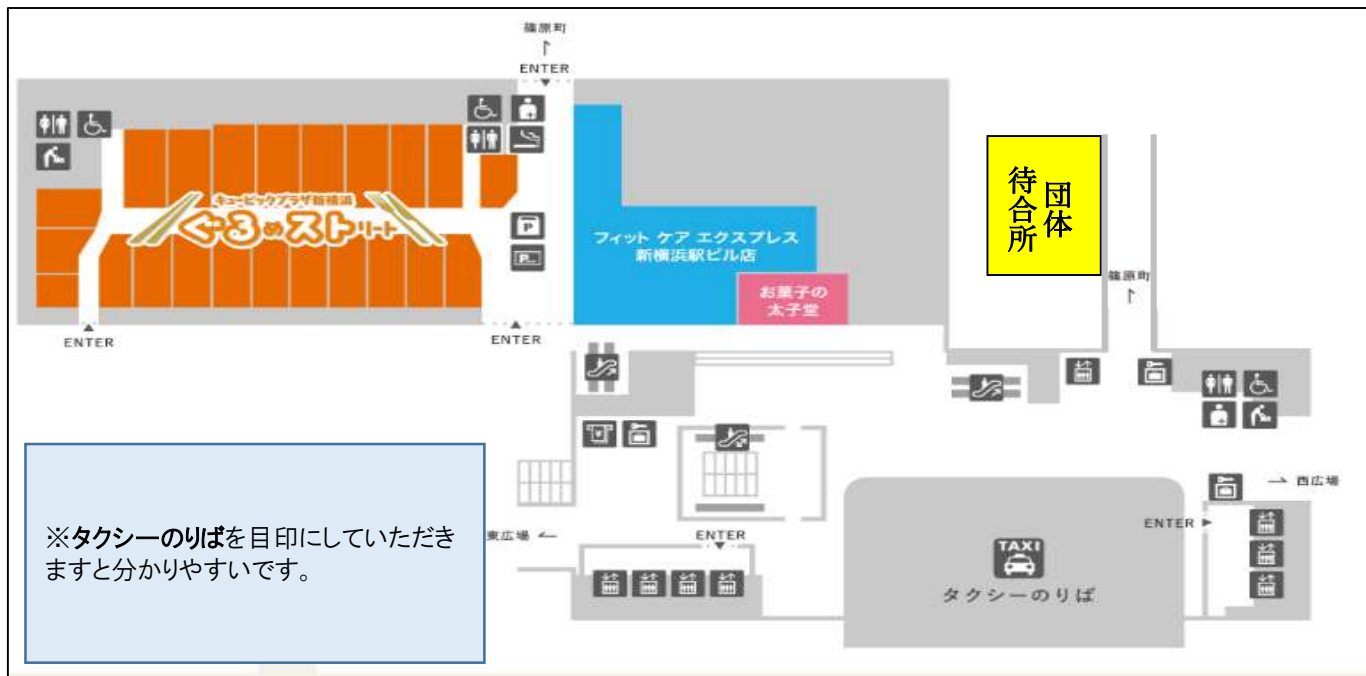 篠原町
ENTER
キュービックプラザ新横浜
ぐるめストリート
P
P
フィット ケア エクスプレス
新横浜駅ビル店
お菓子の
太子堂
団体
待合所
篠原町
ENTER
ENTER
※タクシーのりばを目印にしていただき
ますと分かりやすいです。
東広場
ENTER
西広場
ENTER
TAXI
タクシーのりば